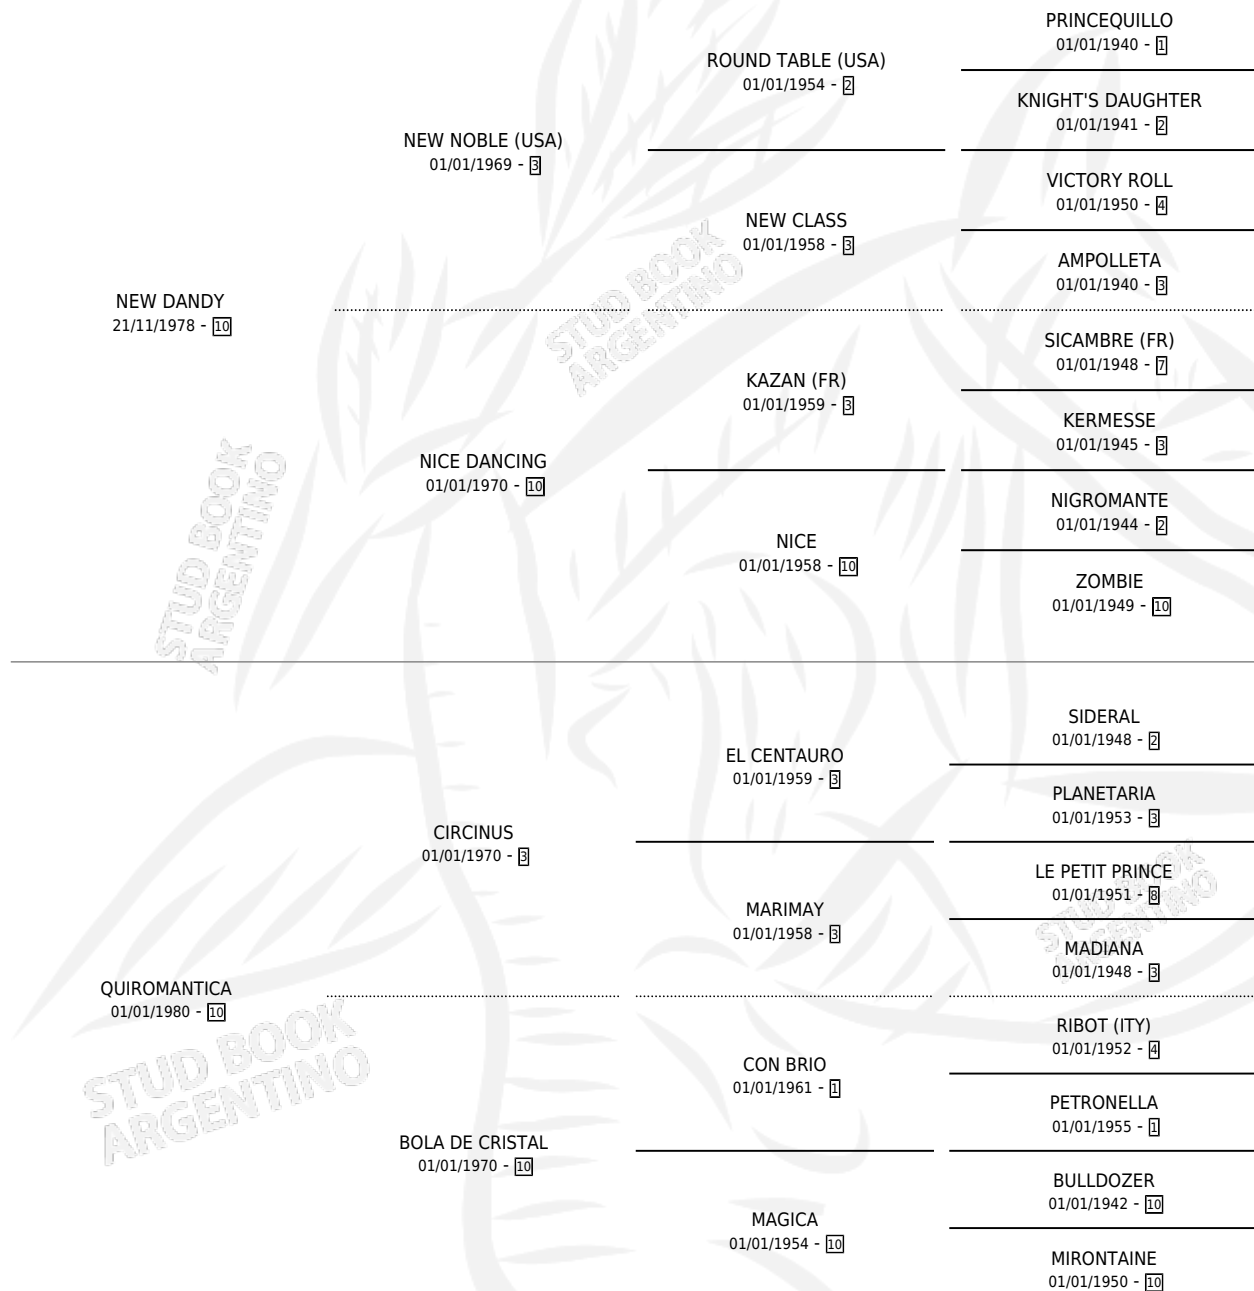 PRINCEQUILLO
01/01/1940 - 1
ROUND TABLE (USA)
01/01/1954 - 2
KNIGHT'S DAUGHTER
01/01/1941 - 2
NEW NOBLE (USA)
01/01/1969 - 3
VICTORY ROLL
01/01/1950 - 4
NEW CLASS
01/01/1958 - 3
AMPOLLETA
01/01/1940 - 3
NEW DANDY
21/11/1978 - 10
SICAMBRE (FR)
01/01/1948 - 7
KAZAN (FR)
01/01/1959 - 3
KERMESSE
01/01/1945 - 3
NICE DANCING
01/01/1970 - 10
NIGROMANTE
01/01/1944 - 2
NICE
01/01/1958 - 10
ZOMBIE
01/01/1949 - 10
SIDERAL
01/01/1948 - 2
EL CENTAURO
01/01/1959 - 3
PLANETARIA
01/01/1953 - 3
CIRCINUS
01/01/1970 - 3
LE PETIT PRINCE
01/01/1951 - 8
MARIMAY
01/01/1958 - 3
MADIANA
01/01/1948 - 3
QUIROMANTICA
01/01/1980 - 10
RIBOT (ITY)
01/01/1952 - 4
CON BRIO
01/01/1961 - 1
PETRONELLA
01/01/1955 - 1
BOLA DE CRISTAL
01/01/1970 - 10
BULLDOZER
01/01/1942 - 10
MAGICA
01/01/1954 - 10
MIRONTAINE
01/01/1950 - 10
STUD BOOK
ARGENTINO
STUD BOOK
ARGENTINO
STUD BOOK
ARGENTINO
STUD BOOK
ARGENTINO